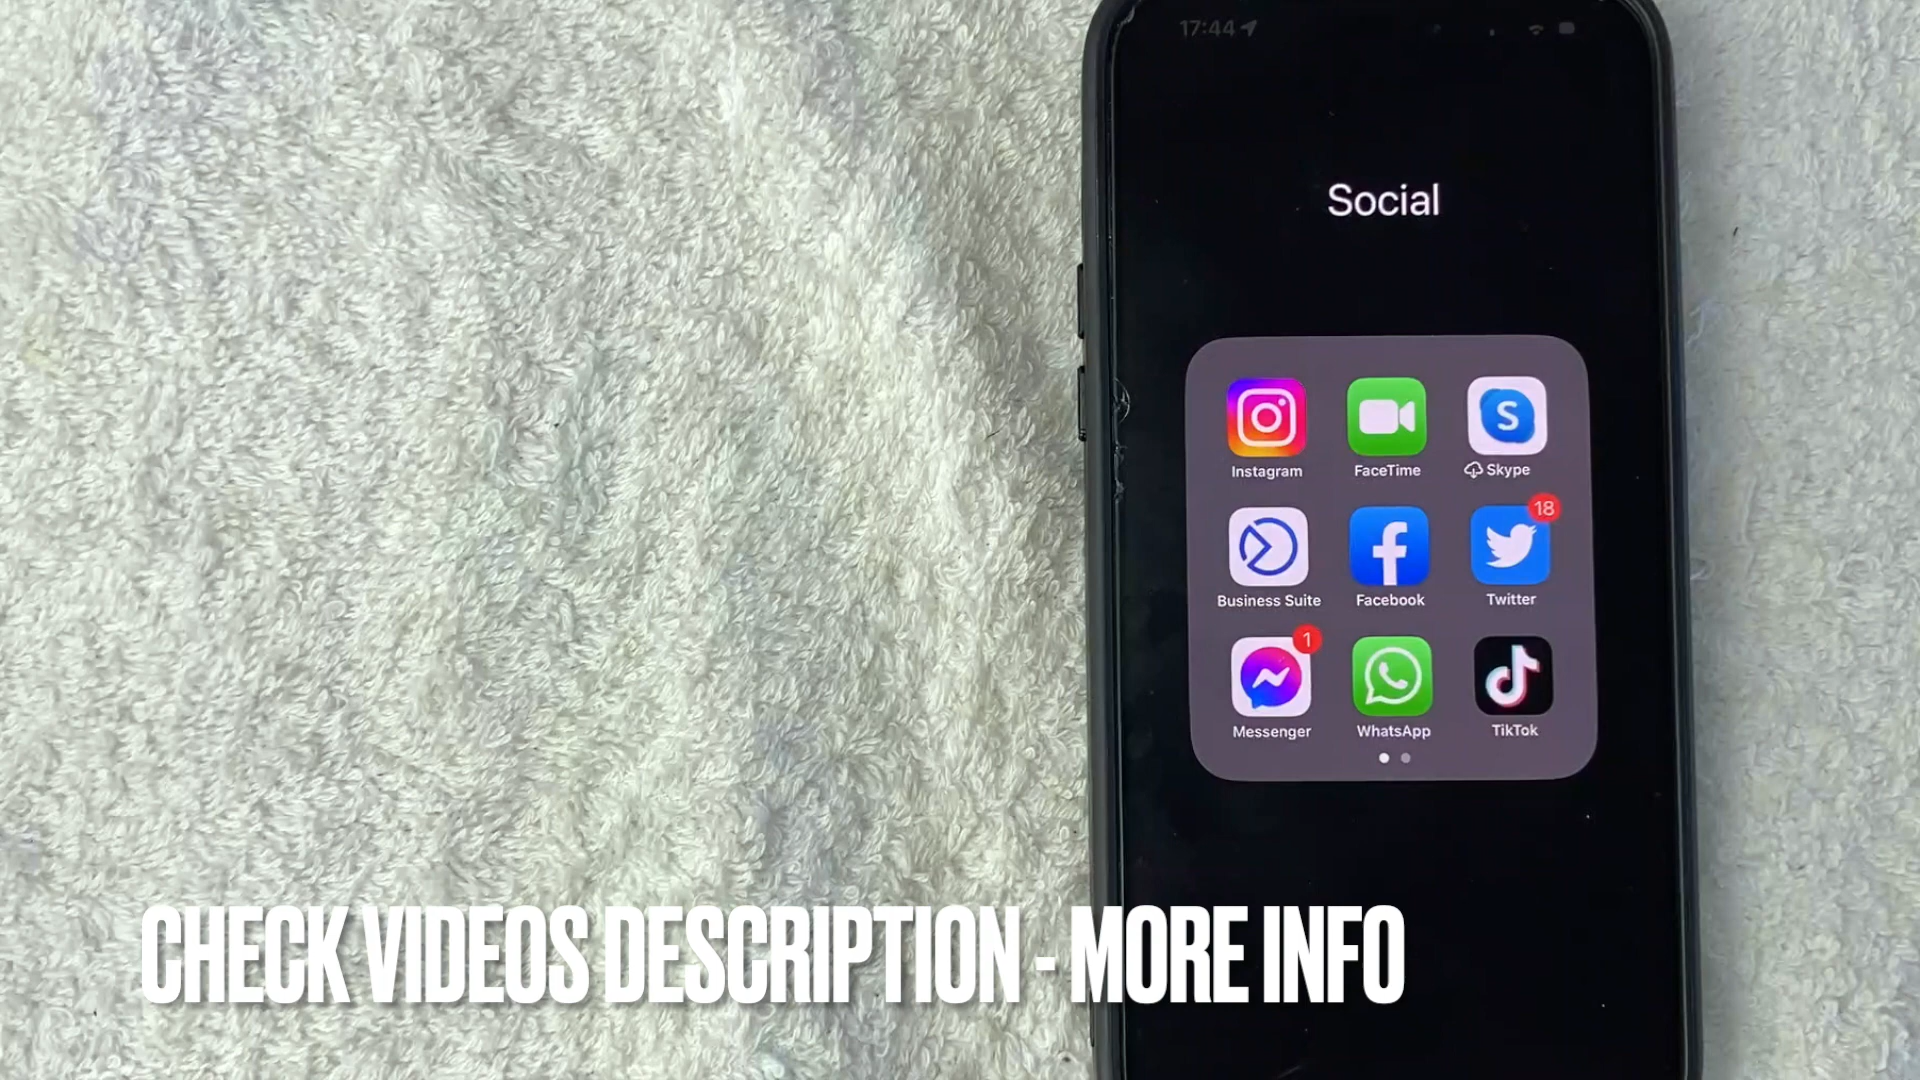 17:44
Social
Instagram
FaceTime
Skype
18
Business Suite
Facebook
Twitter
1
Messenger
WhatsApp
TikTok
CHECK VIDEOS DESCRIPTION - MORE INFO